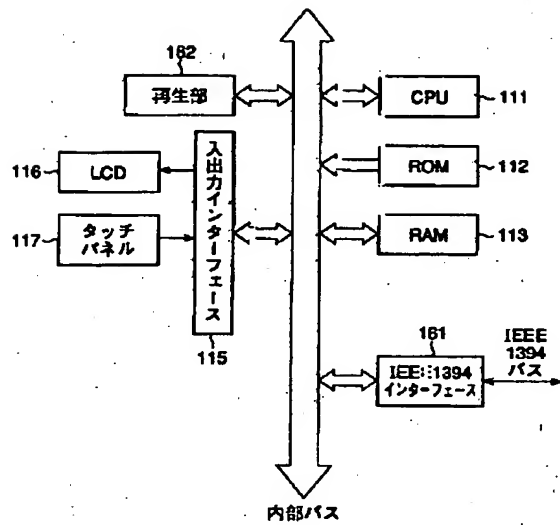 162
再生部
CPU
111
入出力インターフェース
116
LCD
ROM
112
117
タッチ
パネル
RAM
113
115
161
IEEE1394
インターフェース
IEEE
1394
バス
内部バス